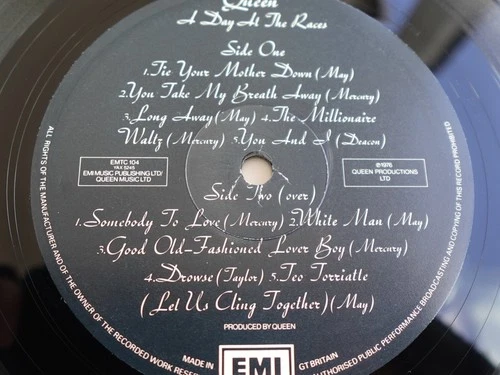 Queen
A Day At The Races
Side One
1.Tie Your Mother Down (May)
2.You Take My Breath Away (Mercury)
3.Long Away (May) 4.The Millionaire
Waltz (Mercury) 5.You And I (Deacon)
EMTC 104
YAX 5245
EMI MUSIC PUBLISHING LTD/
QUEEN MUSIC LTD
℗1976
QUEEN PRODUCTIONS
LTD
Side Two (over)
1.Somebody To Love (Mercury) 2.White Man (May)
3.Good Old-Fashioned Lover Boy (Mercury)
4.Drowse (Taylor) 5.Teo Torriatte
(Let Us Cling Together) (May)
PRODUCED BY QUEEN
MADE IN
EMI
GT BRITAIN
ALL RIGHTS OF THE MANUFACTURER AND OF THE OWNER OF THE RECORDED WORK
PUBLIC PERFORMANCE BROADCASTING AND COPYING OF THIS RECORD PROHIBITED